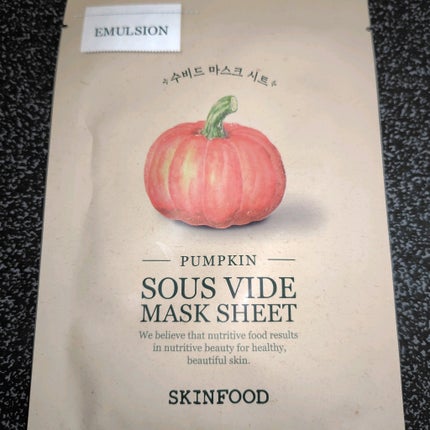 EMULSION
수비드 마스크 시트
PUMPKIN
SOUS VIDE
MASK SHEET
We believe that nutritive food results
in nutritive beauty for healthy,
beautiful skin.
SKINFOOD